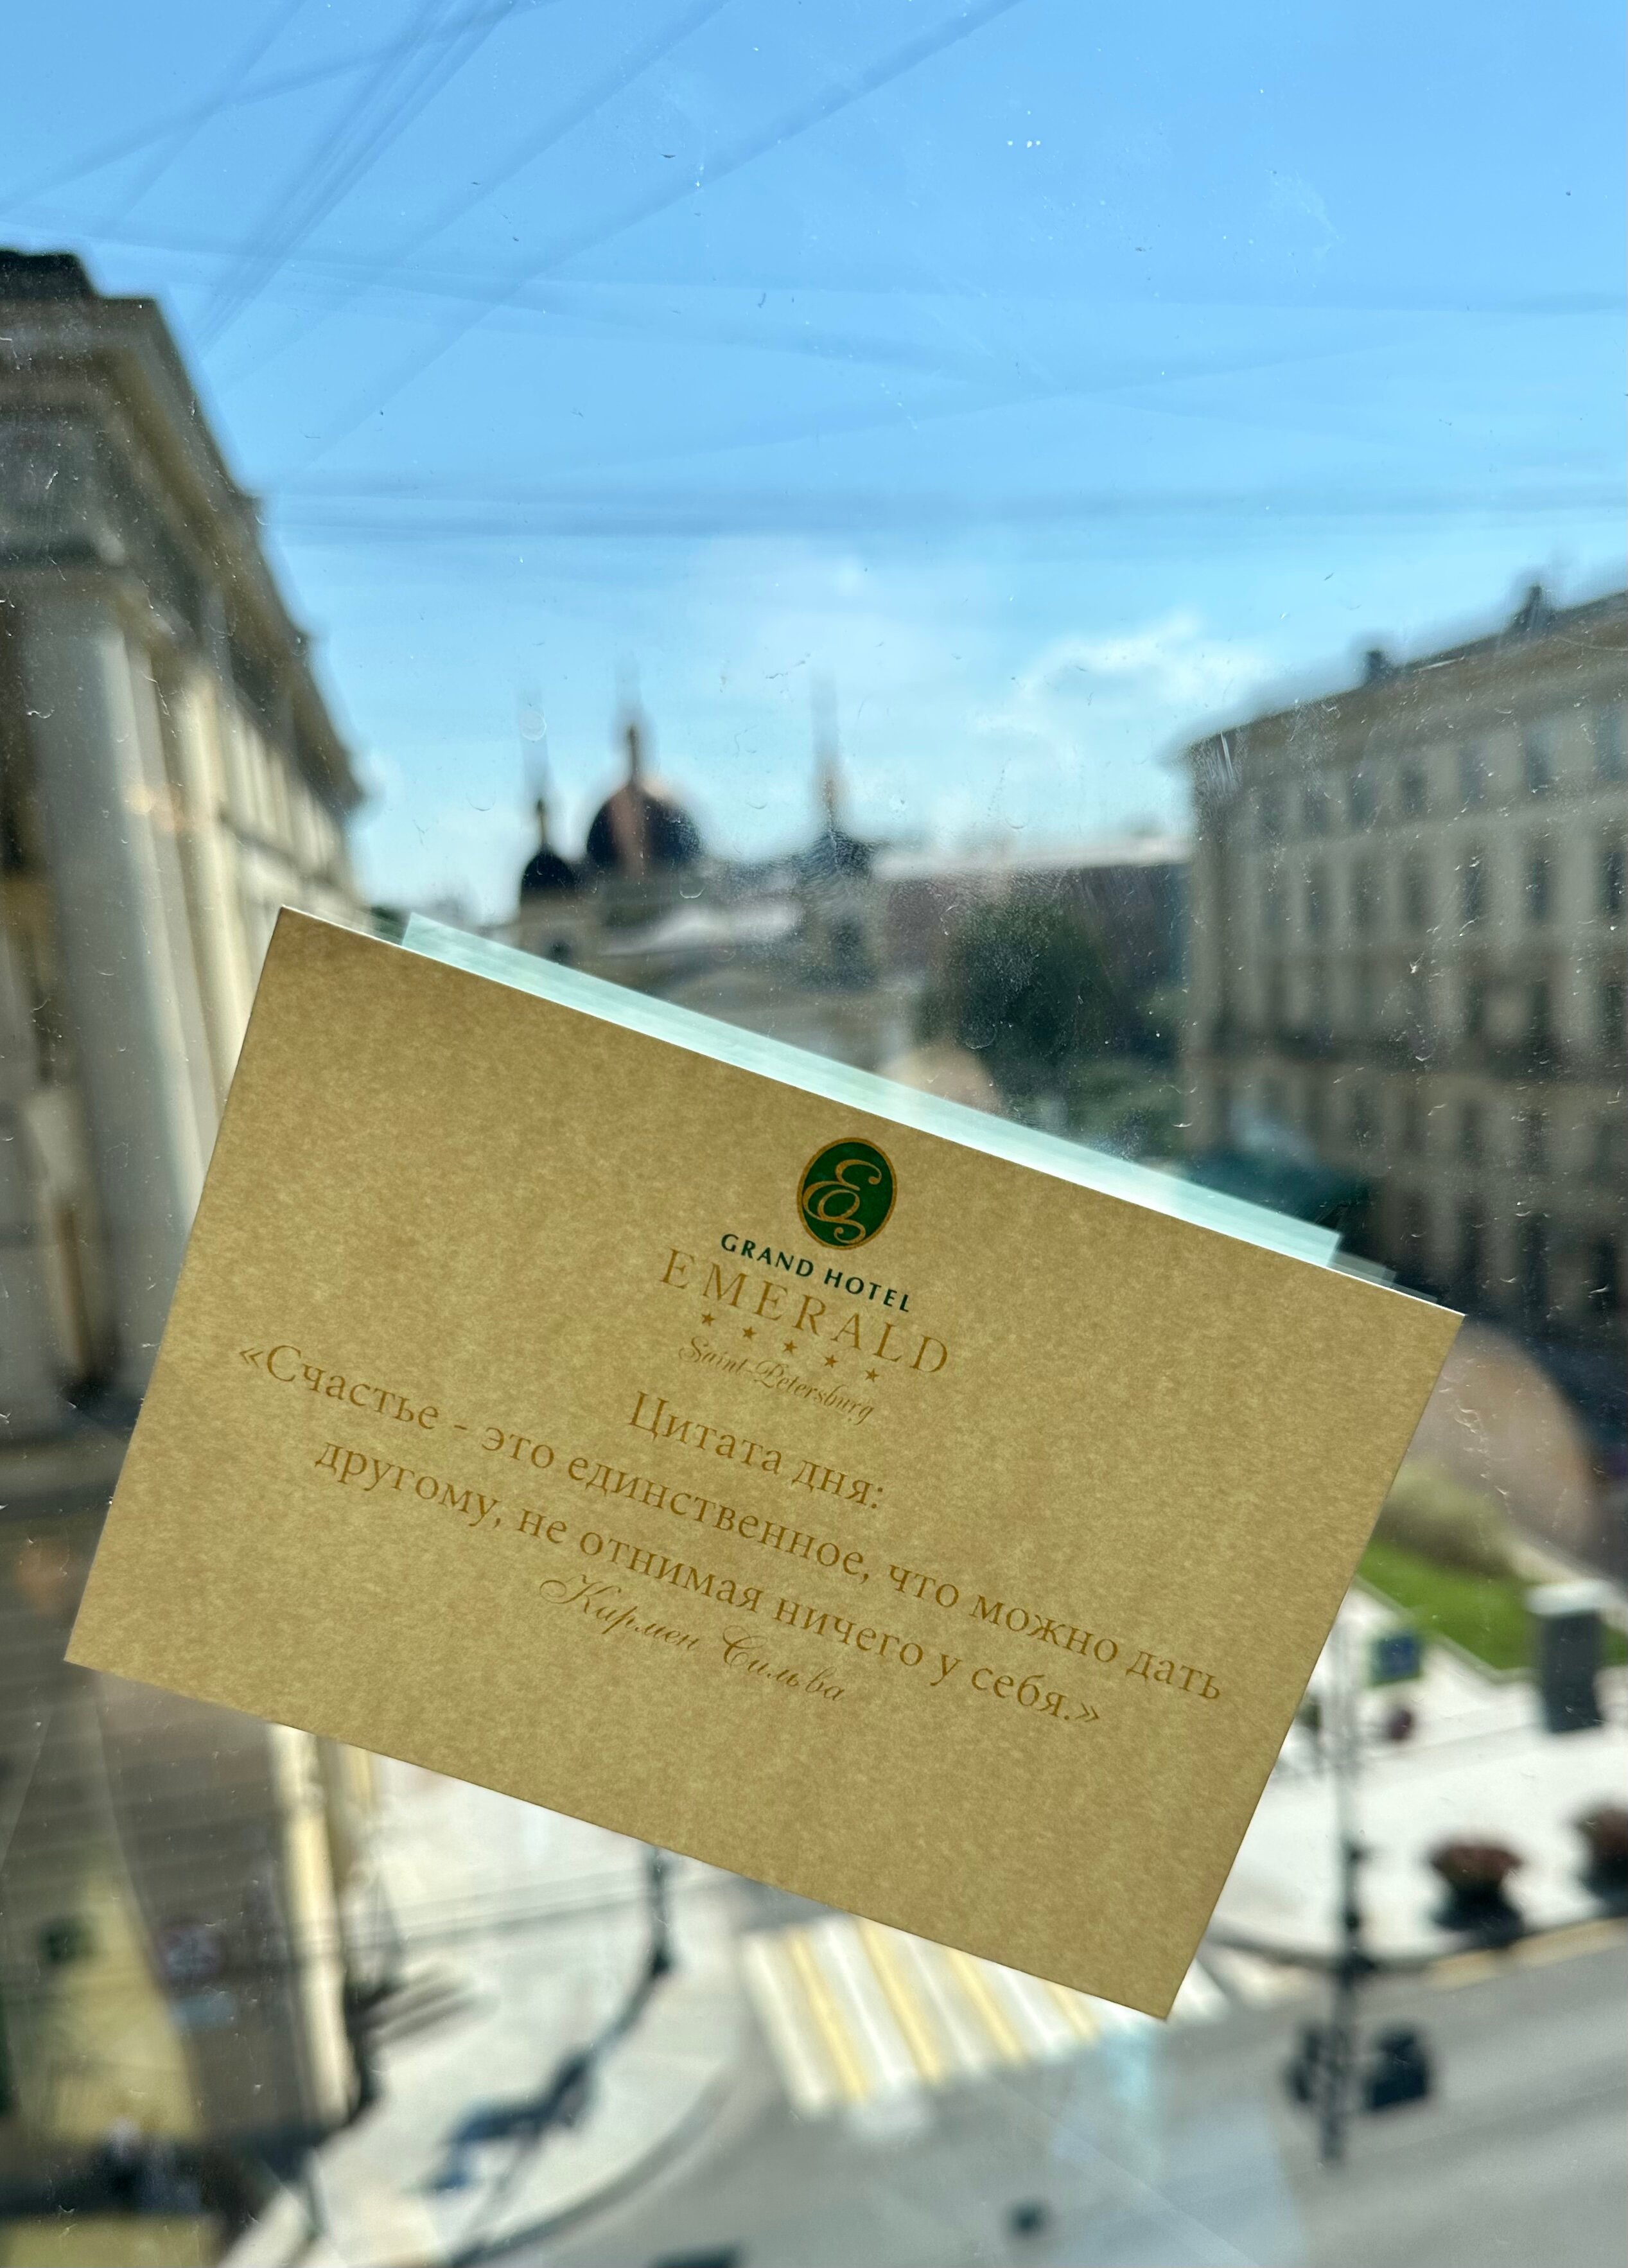 GRAND HOTEL
EMERALD
Saint-Petersburg
Цитата дня:
«Счастье - это единственное, что можно дать
другому, не отнимая ничего у себя.»
Кармен Сильва